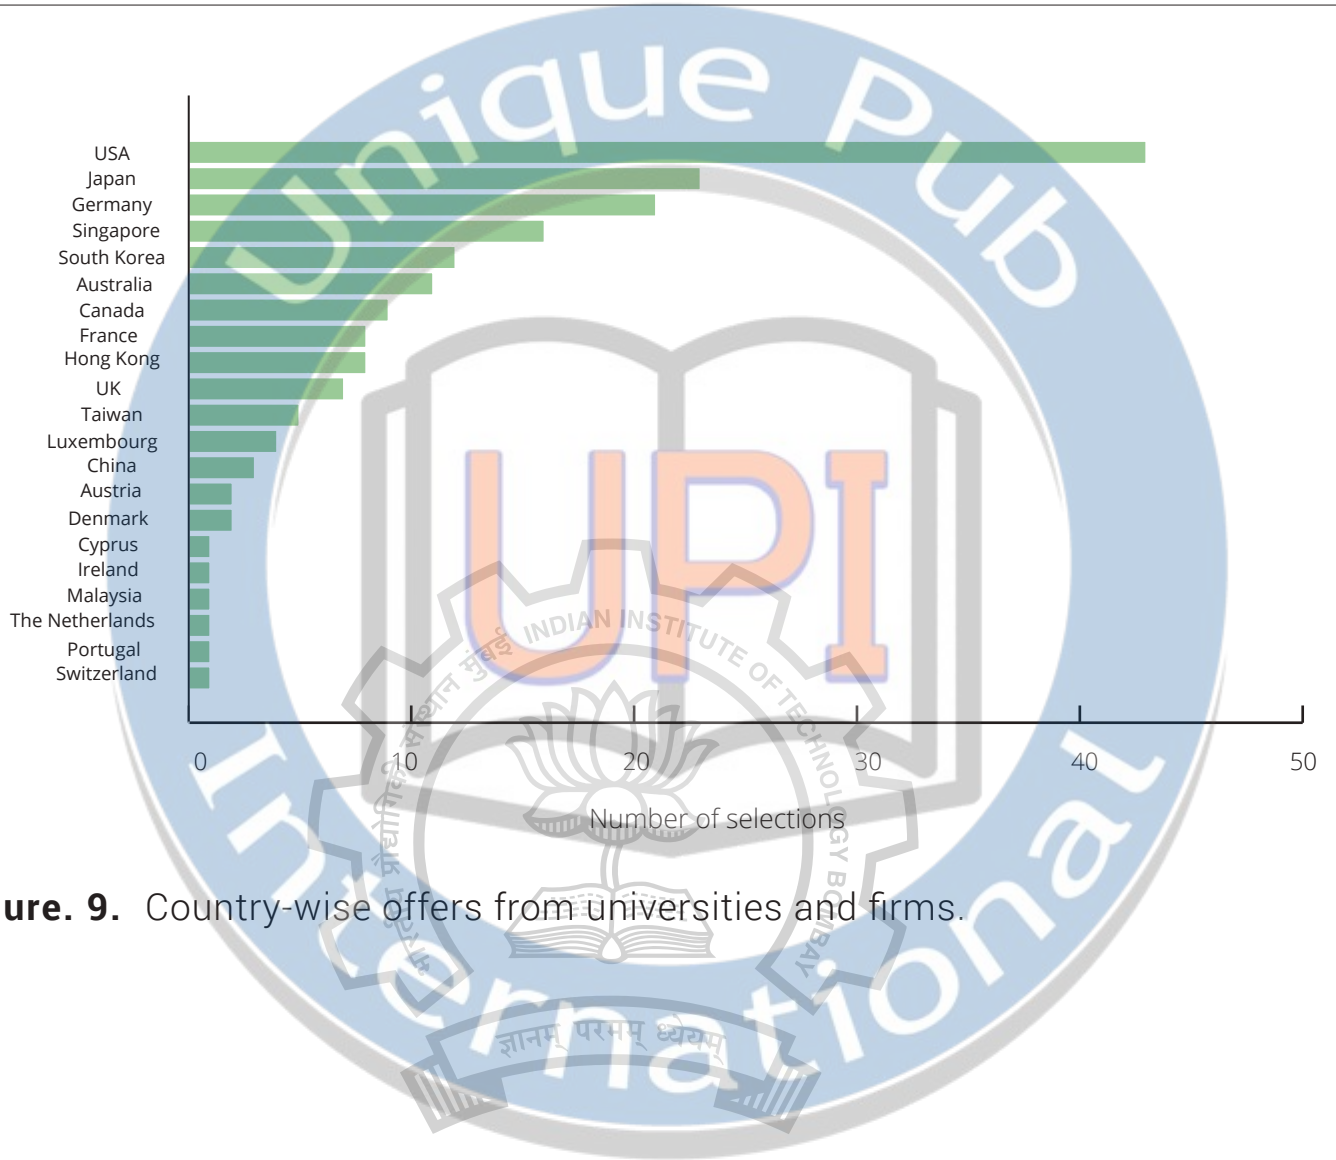 Unique Pub
USA
Japan
Germany
Singapore
South Korea
Australia
Canada
France
Hong Kong
UK
Taiwan
Luxembourg
China
Austria
Denmark
Cyprus
Ireland
Malaysia
The Netherlands
Portugal
Switzerland
UPI
INDIAN INSTITUTE OF TECHNOLOGY BOMBAY
0 10 20 30 40 50
Number of selections
ure. 9. Country-wise offers from universities and firms.
International
ज्ञानम् परमम् ध्येयम्